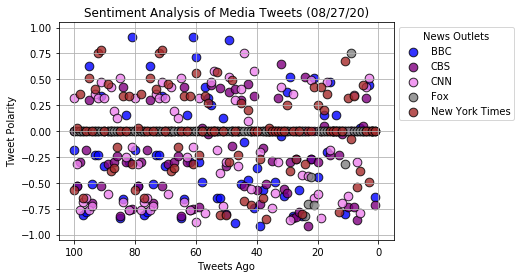 Sentiment Analysis of Media Tweets (08/27/20)
1.00
0.75
0.50
0.25
0.00
−0.25
−0.50
−0.75
−1.00
Tweet Polarity
100
80
60
40
20
0
Tweets Ago
News Outlets
BBC
CBS
CNN
Fox
New York Times